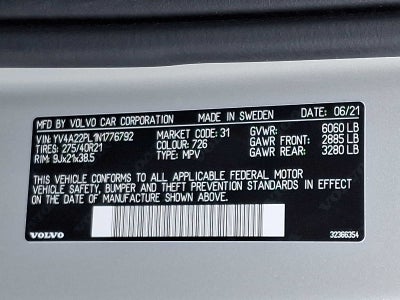 MFD. BY: VOLVO CAR CORPORATION MADE IN SWEDEN DATE: 06/21
VIN: YV4A22PL1N1776792 MARKET CODE: 31 GVWR: 6060 LB
TIRES: 275/40R21 COLOUR: 726 GAWR FRONT: 2885 LB
RIM: 9Jx21x38.5 TYPE: MPV GAWR REAR: 3280 LB
THIS VEHICLE CONFORMS TO ALL APPLICABLE FEDERAL MOTOR
VEHICLE SAFETY, BUMPER AND THEFT PREVENTION STANDARDS IN EFFECT
ON THE DATE OF MANUFACTURE SHOWN ABOVE.
VOLVO 32366354